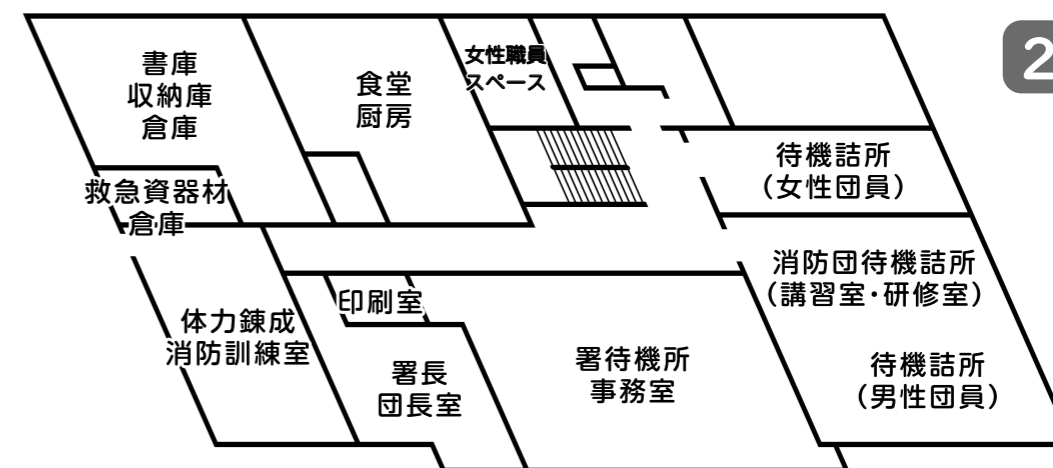 書庫
収納庫
倉庫
食堂
厨房
女性職員
スペース
2
待機詰所
（女性団員）
救急資器材
倉庫
消防団待機詰所
（講習室・研修室）
印刷室
体力錬成
消防訓練室
署長
団長室
署待機所
事務室
待機詰所
（男性団員）